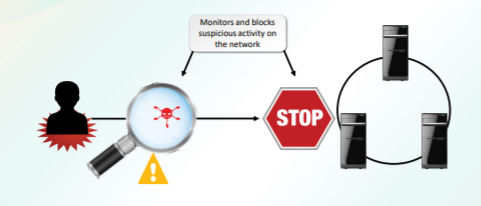 Monitors and blocks
suspicious activity on
the network
STOP